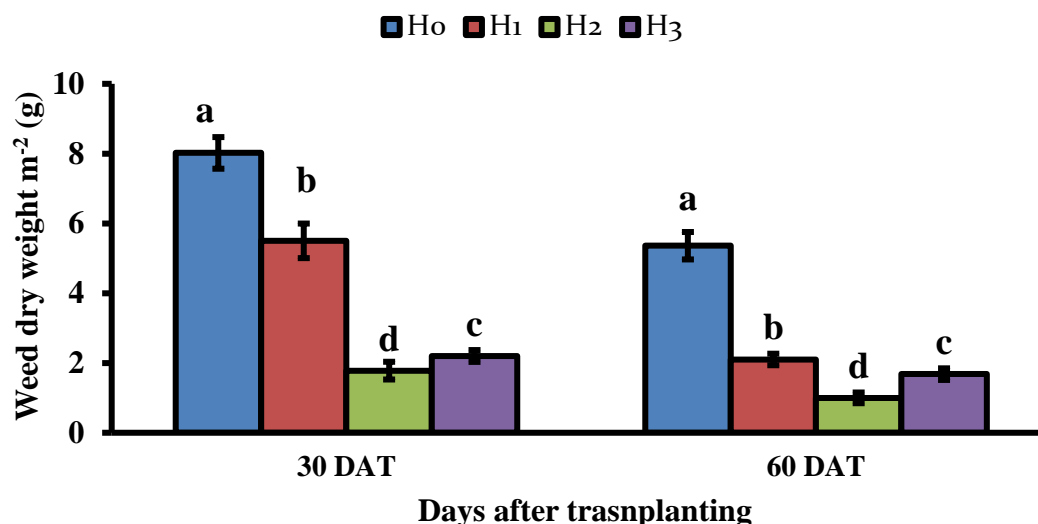 H0 H1 H2 H3
Weed dry weight m-2 (g)
10
8
6
4
2
0
a
b
d
c
a
b
d
c
30 DAT 60 DAT
Days after trasnplanting